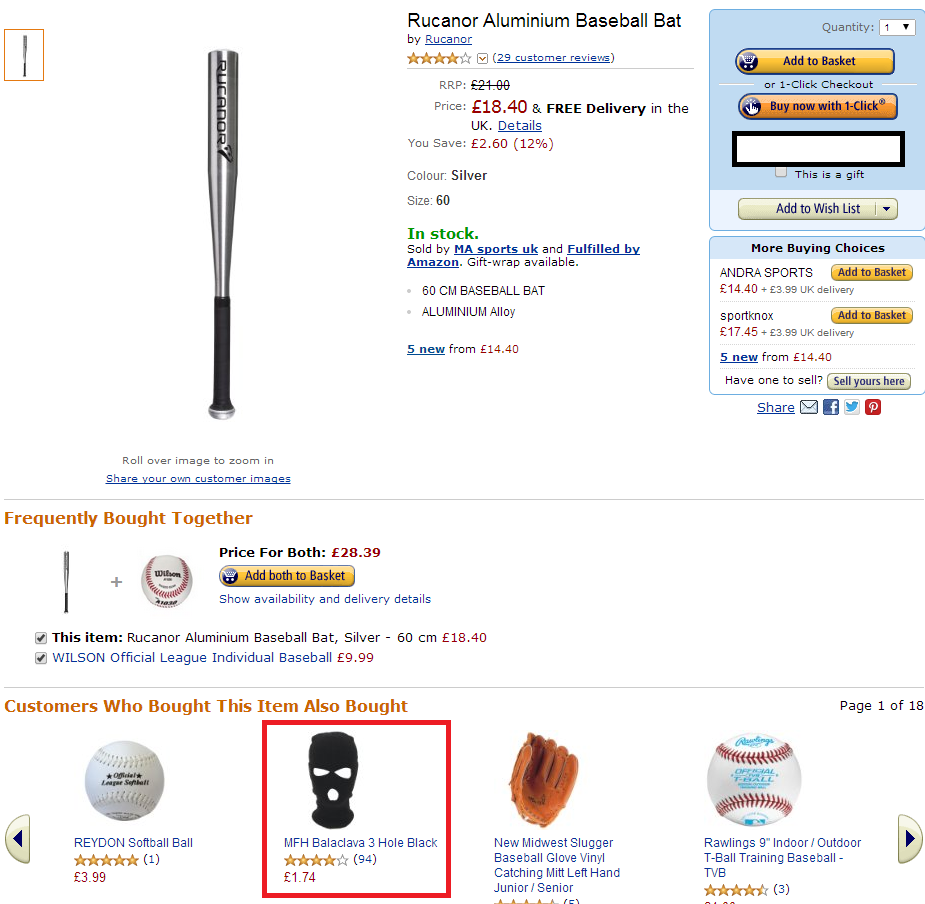 Rucanor Aluminium Baseball Bat
by Rucanor
(29 customer reviews)
RRP: £21.00
Price: £18.40 & FREE Delivery in the
UK. Details
You Save: £2.60 (12%)
Colour: Silver
Size: 60
In stock.
Sold by MA sports uk and Fulfilled by
Amazon. Gift-wrap available.
60 CM BASEBALL BAT
ALUMINIUM Alloy
5 new from £14.40
RUCANOR
Roll over image to zoom in
Share your own customer images
Quantity: 1
Add to Basket
or 1-Click Checkout
Buy now with 1-Click®
This is a gift
Add to Wish List
More Buying Choices
ANDRA SPORTS Add to Basket
£14.40 + £3.99 UK delivery
sportknox Add to Basket
£17.45 + £3.99 UK delivery
5 new from £14.40
Have one to sell? Sell yours here
Share
Frequently Bought Together
Wilson
A1030
+
Price For Both: £28.39
Add both to Basket
Show availability and delivery details
This item: Rucanor Aluminium Baseball Bat, Silver - 60 cm £18.40
WILSON Official League Individual Baseball £9.99
Customers Who Bought This Item Also Bought
Page 1 of 18
Official
League Softball
REYDON Softball Ball
(1)
£3.99
MFH Balaclava 3 Hole Black
(94)
£1.74
New Midwest Slugger
Baseball Glove Vinyl
Catching Mitt Left Hand
Junior / Senior
(5)
Rawlings
OFFICIAL
T-BALL
Rawlings 9" Indoor / Outdoor
T-Ball Training Baseball -
TVB
(3)